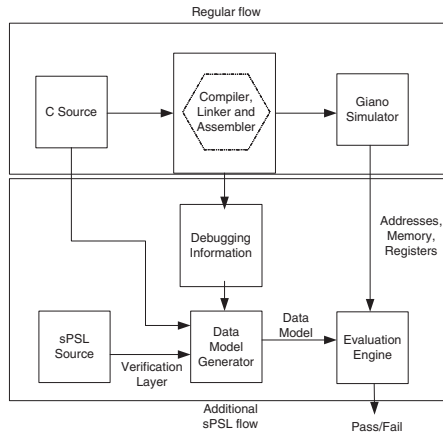 Regular flow
C Source
Compiler,
Linker and
Assembler
Giano
Simulator
Debugging
Information
Addresses,
Memory,
Registers
sPSL
Source
Verification
Layer
Data
Model
Generator
Data
Model
Evaluation
Engine
Additional
sPSL flow
Pass/Fail